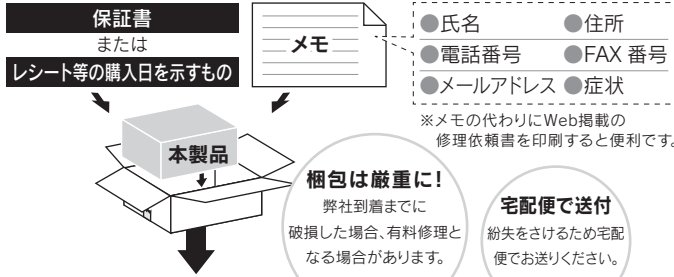 保証書
または
レシート等の購入日を示すもの
メモ
●氏名 ●住所
●電話番号 ●FAX 番号
●メールアドレス ●症状
※メモの代わりにWeb掲載の
修理依頼書を印刷すると便利です。
本製品
梱包は厳重に!
弊社到着までに
破損した場合、有料修理と
なる場合があります。
宅配便で送付
紛失をさけるため宅配
便でお送りください。